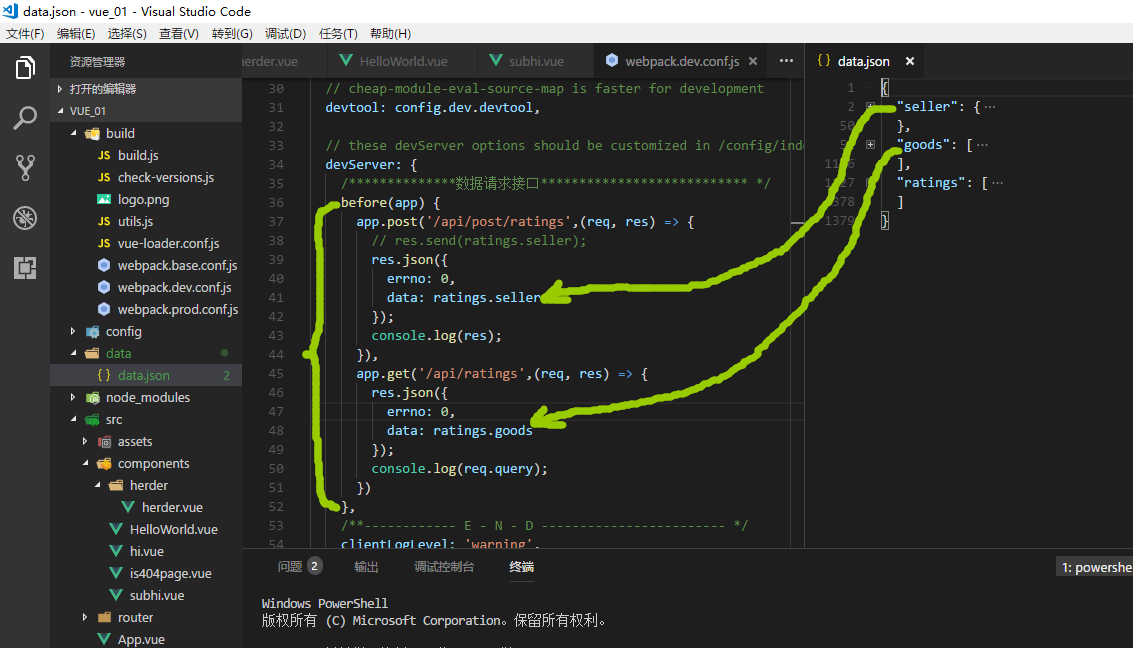 data.json - vue_01 - Visual Studio Code
文件(F) 编辑(E) 选择(S) 查看(V) 转到(G) 调试(D) 任务(T) 帮助(H)
资源管理器
打开的编辑器
VUE_01
build
JS build.js
JS check-versions.js
logo.png
JS utils.js
JS vue-loader.conf.js
webpack.base.conf.js
webpack.dev.conf.js
webpack.prod.conf.js
config
data
{ } data.json 2
node_modules
src
assets
components
herder
herder.vue
HelloWorld.vue
hi.vue
is404page.vue
subhi.vue
router
App.vue
erder.vue HelloWorld.vue subhi.vue webpack.dev.conf.js × ···
30 // cheap-module-eval-source-map is faster for development
31 devtool: config.dev.devtool,
32
33 // these devServer options should be customized in /config/inde
34 devServer: {
35 /**************数据请求接口*************************** */
36 before(app) {
37 app.post('/api/post/ratings',(req, res) => {
38 // res.send(ratings.seller);
39 res.json({
40 errno: 0,
41 data: ratings.seller
42 });
43 console.log(res);
44 }),
45 app.get('/api/ratings',(req, res) => {
46 res.json({
47 errno: 0,
48 data: ratings.goods
49 });
50 console.log(req.query);
51 })
52 },
53 /**------------ E - N - D ------------------------ */
54 clientLogLevel: 'warning',
{ } data.json ×
1 {
2 "seller": { ···
},
"goods": [ ···
],
"ratings": [ ···
]
1379 }
问题 2 输出 调试控制台 终端 1: powershe
Windows PowerShell
版权所有 (C) Microsoft Corporation。保留所有权利。